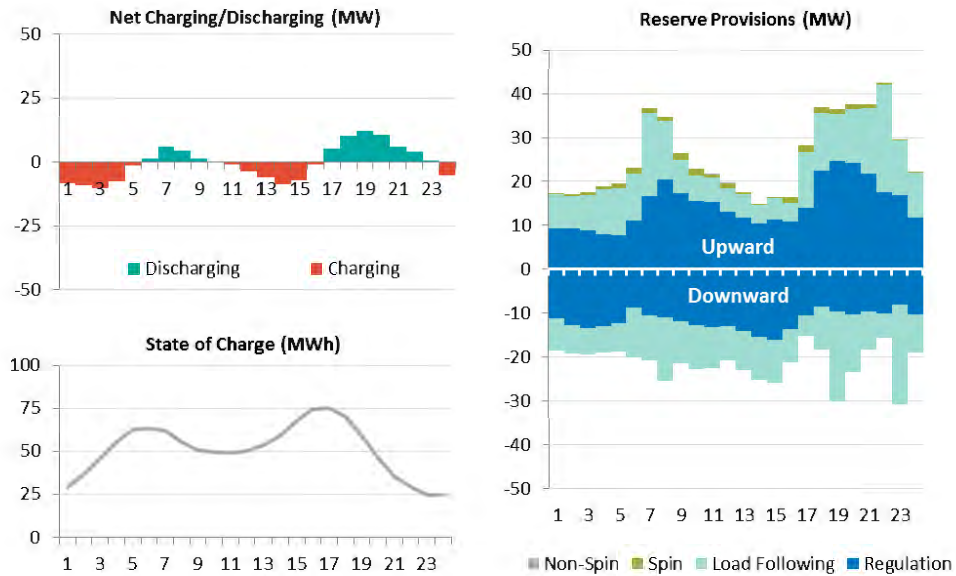 Net Charging/Discharging (MW)
50
25
0
-25
-50
1 3 5 7 9 11 13 15 17 19 21 23
Discharging Charging
State of Charge (MWh)
100
75
50
25
0
1 3 5 7 9 11 13 15 17 19 21 23
Reserve Provisions (MW)
50
40
30
20
10
0
-10
-20
-30
-40
-50
Upward
Downward
1 3 5 7 9 11 13 15 17 19 21 23
Non-Spin Spin Load Following Regulation